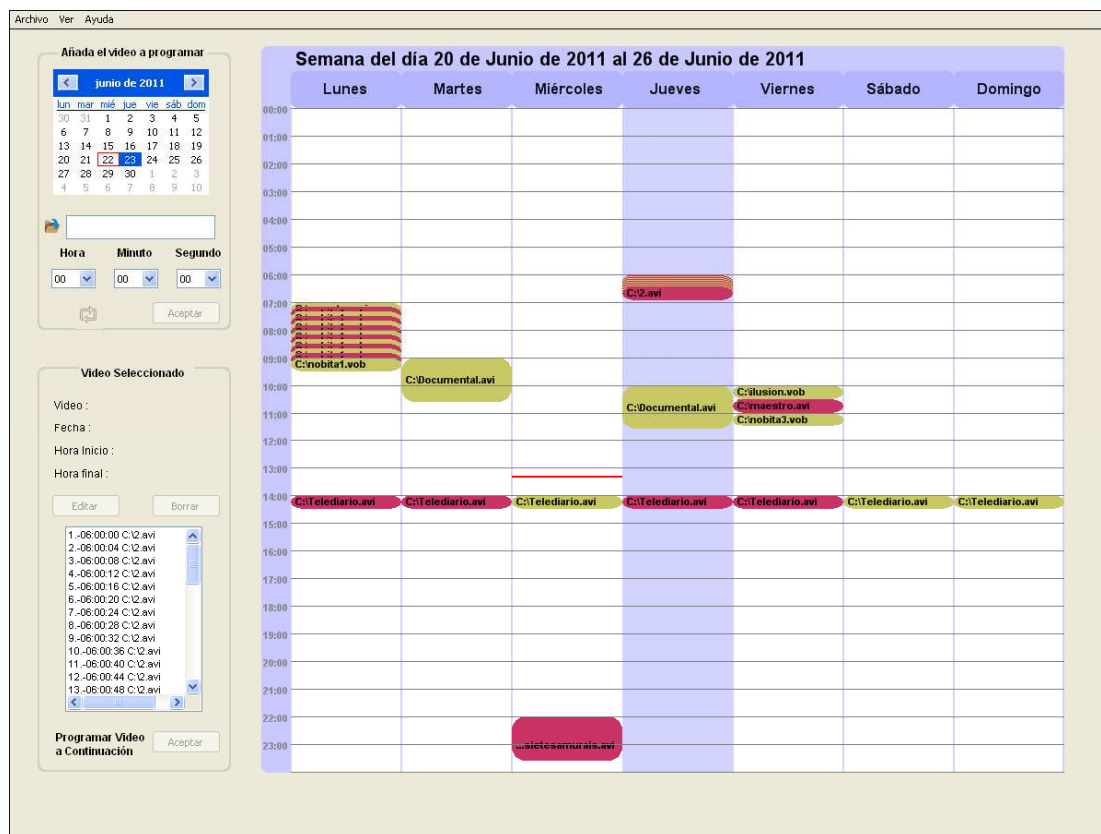 Archivo Ver Ayuda
Añada el video a programar
junio de 2011
lun mar mié jue vie sáb dom
30 31 1 2 3 4 5
6 7 8 9 10 11 12
13 14 15 16 17 18 19
20 21 22 23 24 25 26
27 28 29 30 1 2 3
4 5 6 7 8 9 10
Hora Minuto Segundo
00 00 00
Aceptar
Video Seleccionado
Video :
Fecha :
Hora Inicio :
Hora final :
Editar Borrar
1.-06:00:00 C:\2.avi
2.-06:00:04 C:\2.avi
3.-06:00:08 C:\2.avi
4.-06:00:12 C:\2.avi
5.-06:00:16 C:\2.avi
6.-06:00:20 C:\2.avi
7.-06:00:24 C:\2.avi
8.-06:00:28 C:\2.avi
9.-06:00:32 C:\2.avi
10.-06:00:36 C:\2.avi
11.-06:00:40 C:\2.avi
12.-06:00:44 C:\2.avi
13.-06:00:48 C:\2.avi
Programar Video
a Continuación
Aceptar
Semana del día 20 de Junio de 2011 al 26 de Junio de 2011
Lunes Martes Miércoles Jueves Viernes Sábado Domingo
00:00
01:00
02:00
03:00
04:00
05:00
06:00
C:\2.avi
07:00
08:00
09:00
C:\nobita1.vob
C:\Documental.avi
10:00
C:\ilusion.vob
C:\Documental.avi C:\maestro.avi
11:00
C:\nobita3.vob
12:00
13:00
14:00
C:\Telediario.avi C:\Telediario.avi C:\Telediario.avi C:\Telediario.avi C:\Telediario.avi C:\Telediario.avi C:\Telediario.avi
15:00
16:00
17:00
18:00
19:00
20:00
21:00
22:00
23:00 ...sietesamurais.avi